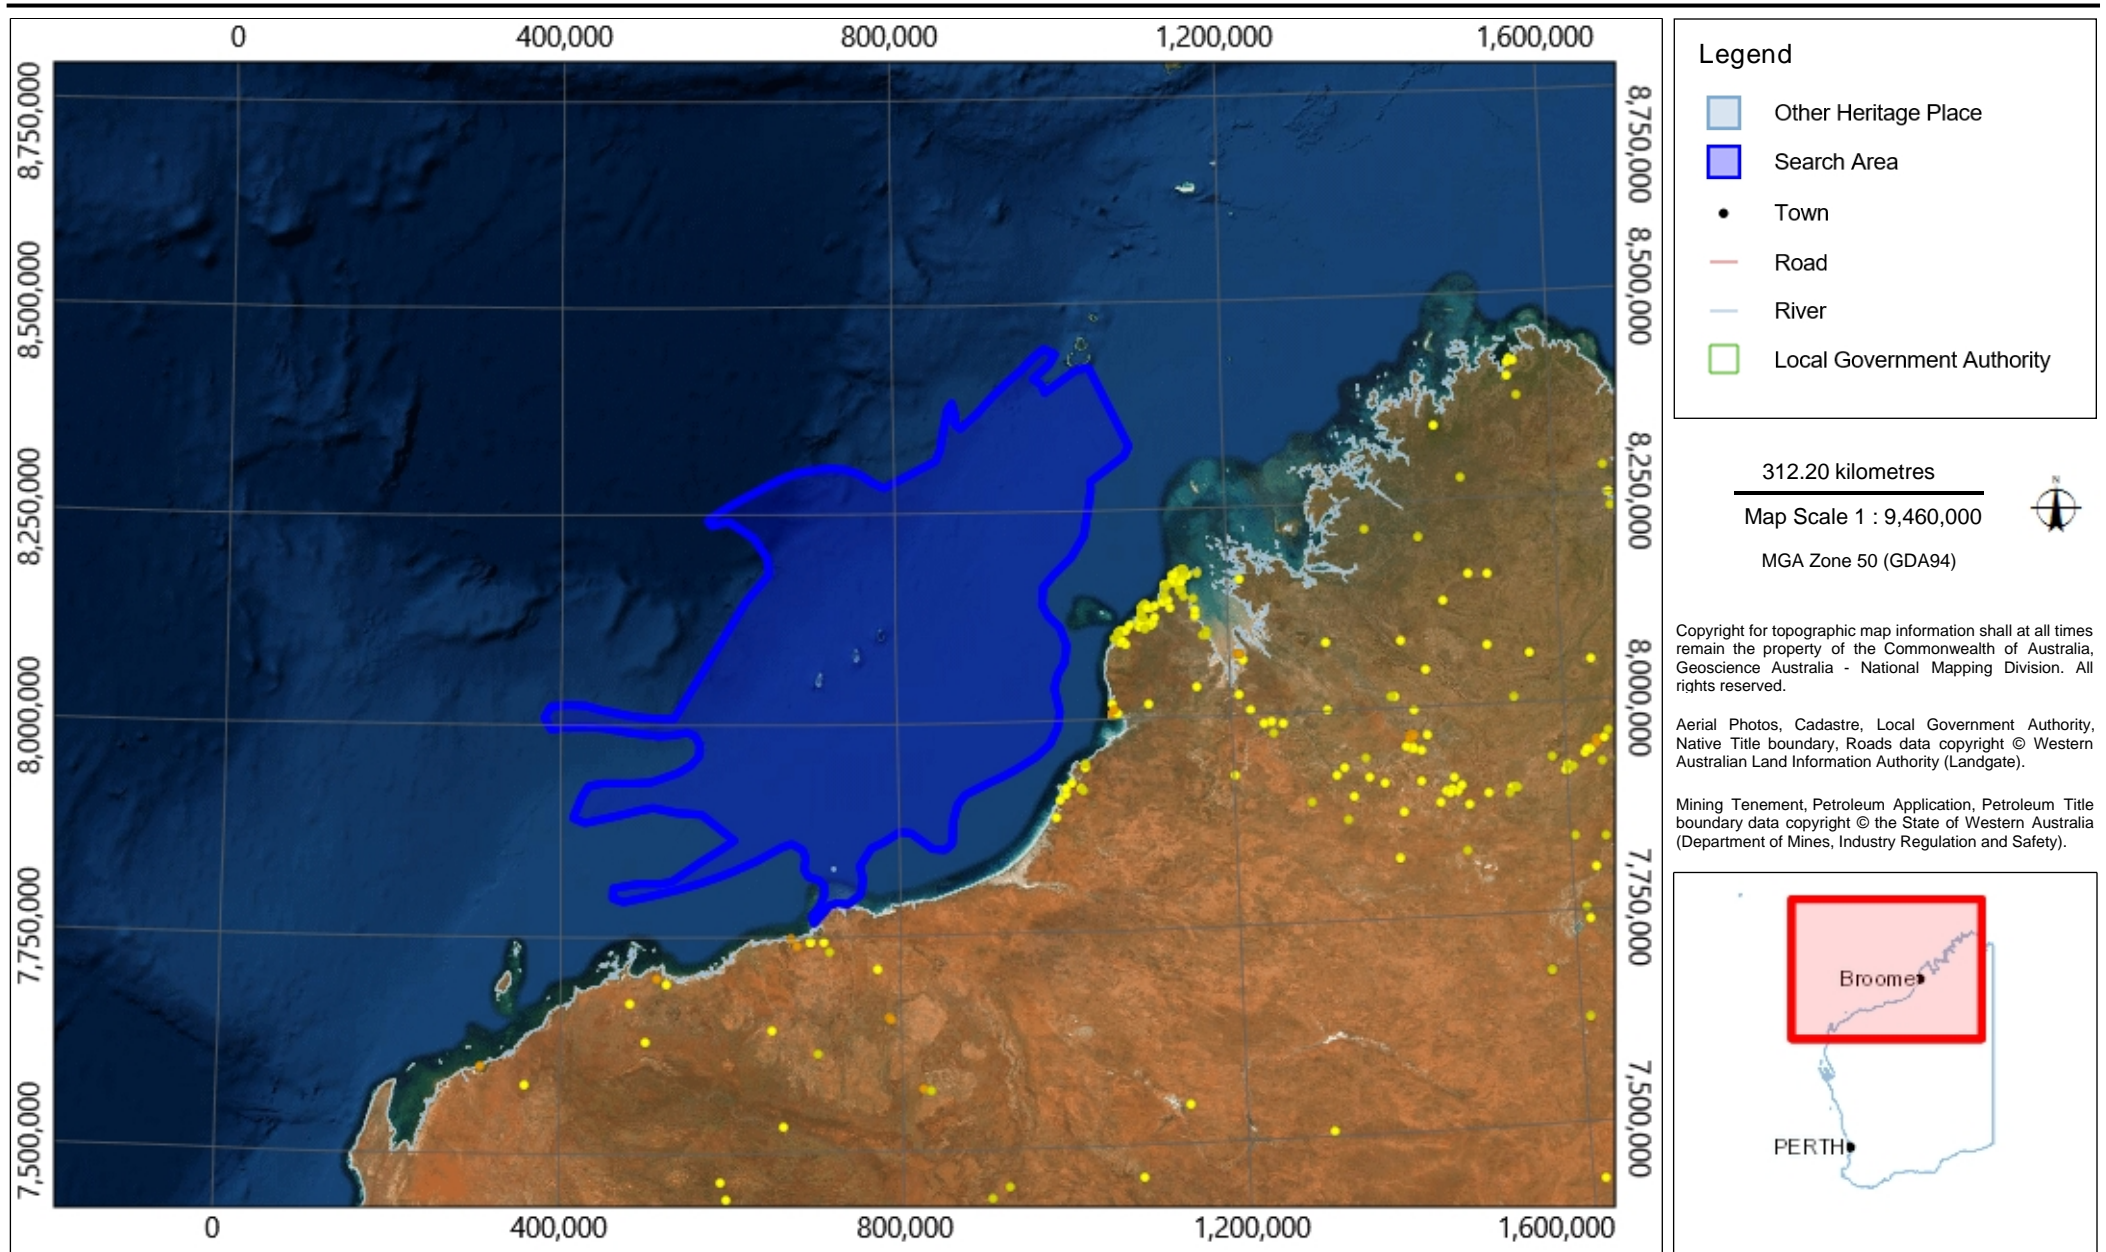 0 400,000 800,000 1,200,000 1,600,000
8,750,000
8,500,000
8,250,000
8,000,000
7,750,000
7,500,000
8,750,000
8,500,000
8,250,000
8,000,000
7,750,000
7,500,000
0 400,000 800,000 1,200,000 1,600,000
Legend
Other Heritage Place
Search Area
Town
Road
River
Local Government Authority
312.20 kilometres
Map Scale 1 : 9,460,000
MGA Zone 50 (GDA94)
N
Copyright for topographic map information shall at all times
remain the property of the Commonwealth of Australia,
Geoscience Australia - National Mapping Division. All
rights reserved.
Aerial Photos, Cadastre, Local Government Authority,
Native Title boundary, Roads data copyright © Western
Australian Land Information Authority (Landgate).
Mining Tenement, Petroleum Application, Petroleum Title
boundary data copyright © the State of Western Australia
(Department of Mines, Industry Regulation and Safety).
Broome
PERTH